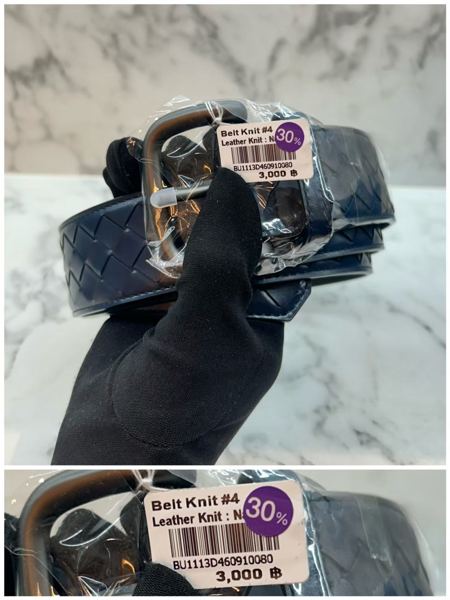 Belt Knit #4
Leather Knit :
30%
BU1113D460910080
3,000 ฿
Belt Knit #4
Leather Knit :
30%
BU1113D460910080
3,000 ฿